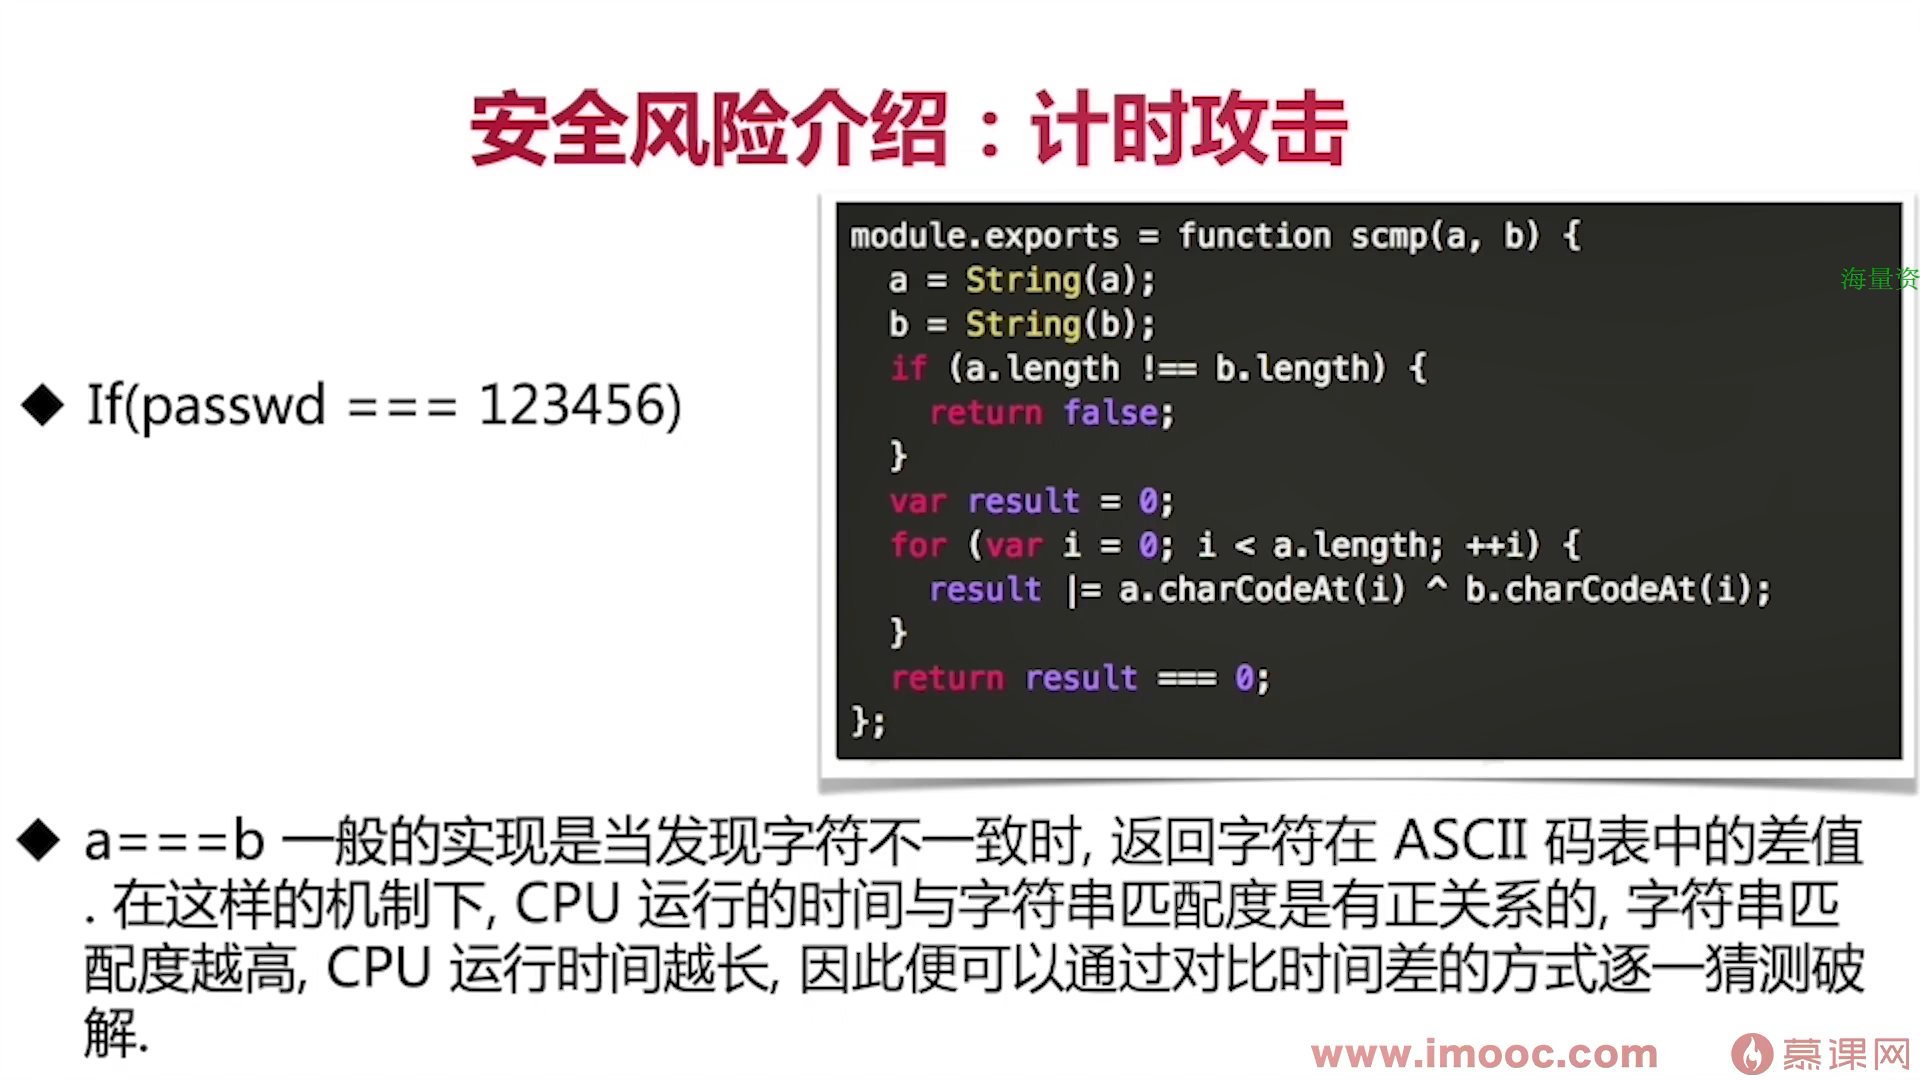 安全风险介绍：计时攻击
◆ If(passwd === 123456)
module.exports = function scmp(a, b) {
  a = String(a);
  b = String(b);
  if (a.length !== b.length) {
    return false;
  }
  var result = 0;
  for (var i = 0; i < a.length; ++i) {
    result |= a.charCodeAt(i) ^ b.charCodeAt(i);
  }
  return result === 0;
};
海量资
◆ a===b 一般的实现是当发现字符不一致时, 返回字符在 ASCII 码表中的差值
. 在这样的机制下, CPU 运行的时间与字符串匹配度是有正关系的, 字符串匹
配度越高, CPU 运行时间越长, 因此便可以通过对比时间差的方式逐一猜测破
解.
www.imooc.com 慕课网